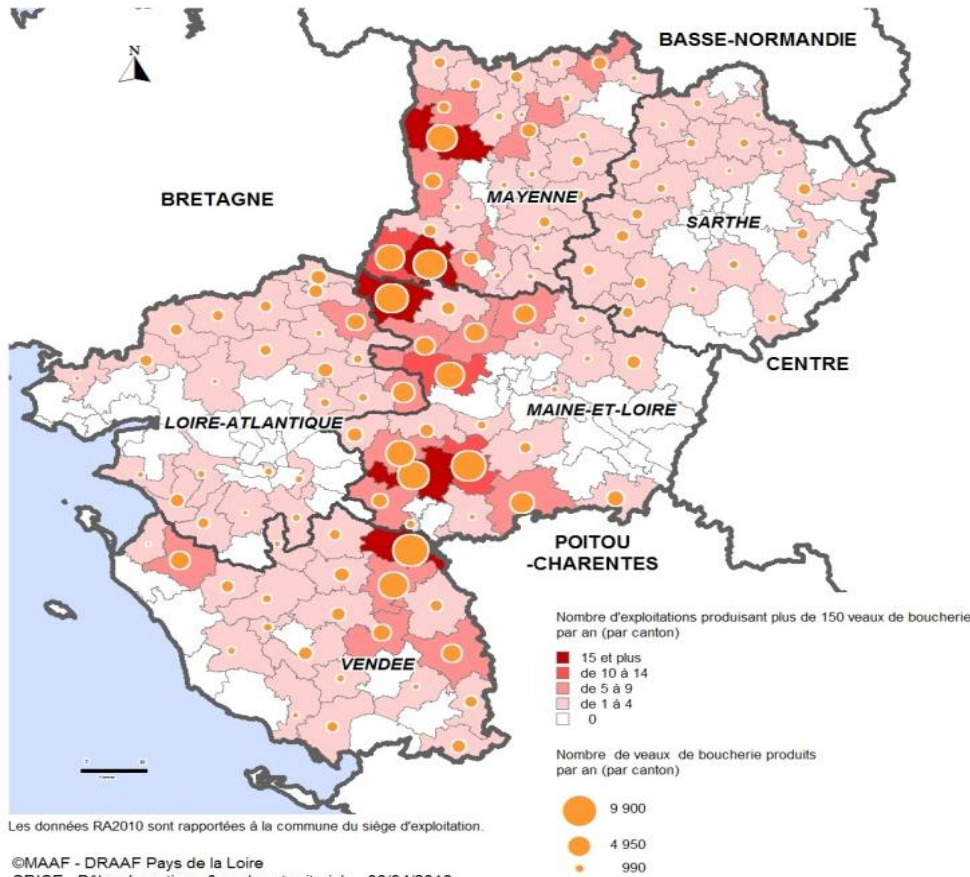 BASSE-NORMANDIE
N
BRETAGNE
MAYENNE
SARTHE
CENTRE
LOIRE-ATLANTIQUE
MAINE-ET-LOIRE
POITOU
-CHARENTES
VENDEE
Nombre d'exploitations produisant plus de 150 veaux de boucherie
par an (par canton)
15 et plus
de 10 à 14
de 5 à 9
de 1 à 4
0
Nombre de veaux de boucherie produits
par an (par canton)
9 900
4 950
990
Les données RA2010 sont rapportées à la commune du siège d'exploitation.
©MAAF - DRAAF Pays de la Loire